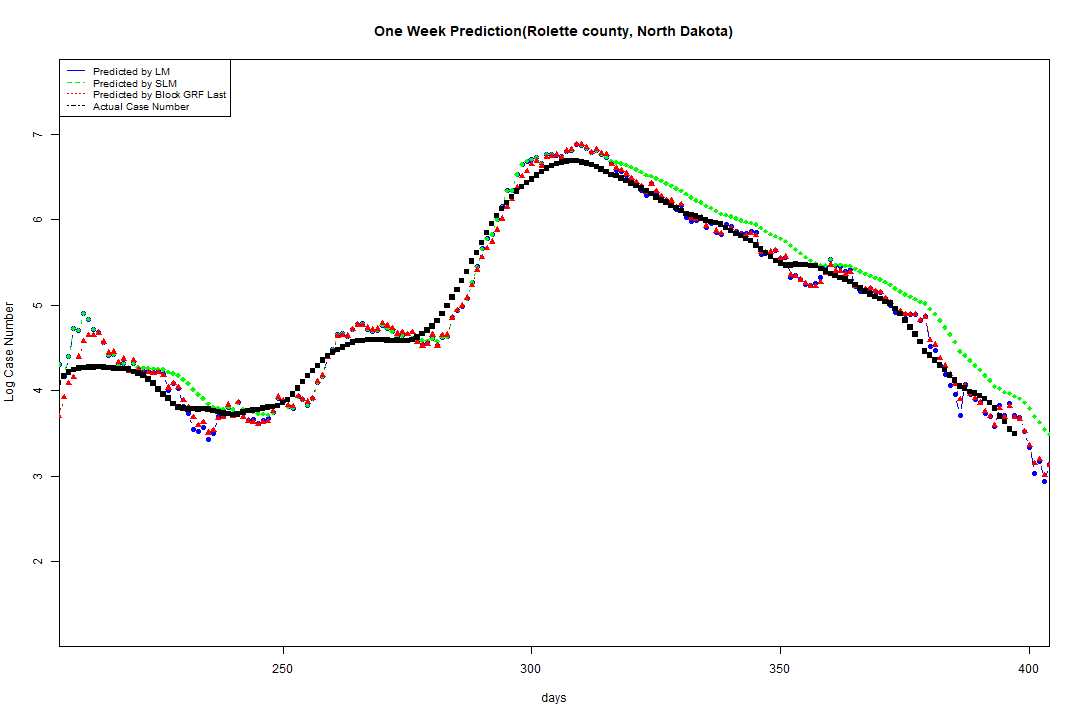 One Week Prediction(Rolette county, North Dakota)
Predicted by LM
Predicted by SLM
Predicted by Block GRF Last
Actual Case Number
7
6
5
4
3
2
Log Case Number
250 300 350 400
days